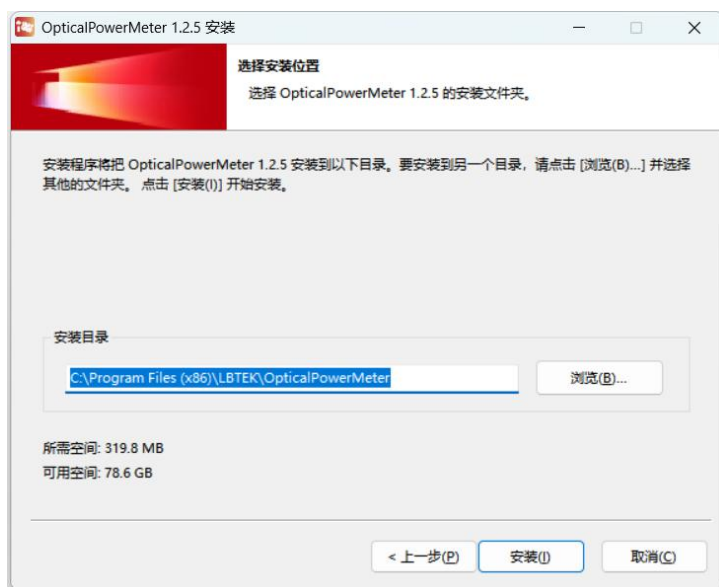 OpticalPowerMeter 1.2.5 安装
选择安装位置
选择 OpticalPowerMeter 1.2.5 的安装文件夹。
安装程序将把 OpticalPowerMeter 1.2.5 安装到以下目录。要安装到另一个目录，请点击 [浏览(B)...] 并选择
其他的文件夹。 点击 [安装(I)] 开始安装。
安装目录
C:\Program Files (x86)\LBTEK\OpticalPowerMeter
浏览(B)...
所需空间: 319.8 MB
可用空间: 78.6 GB
< 上一步(P)
安装(I)
取消(C)